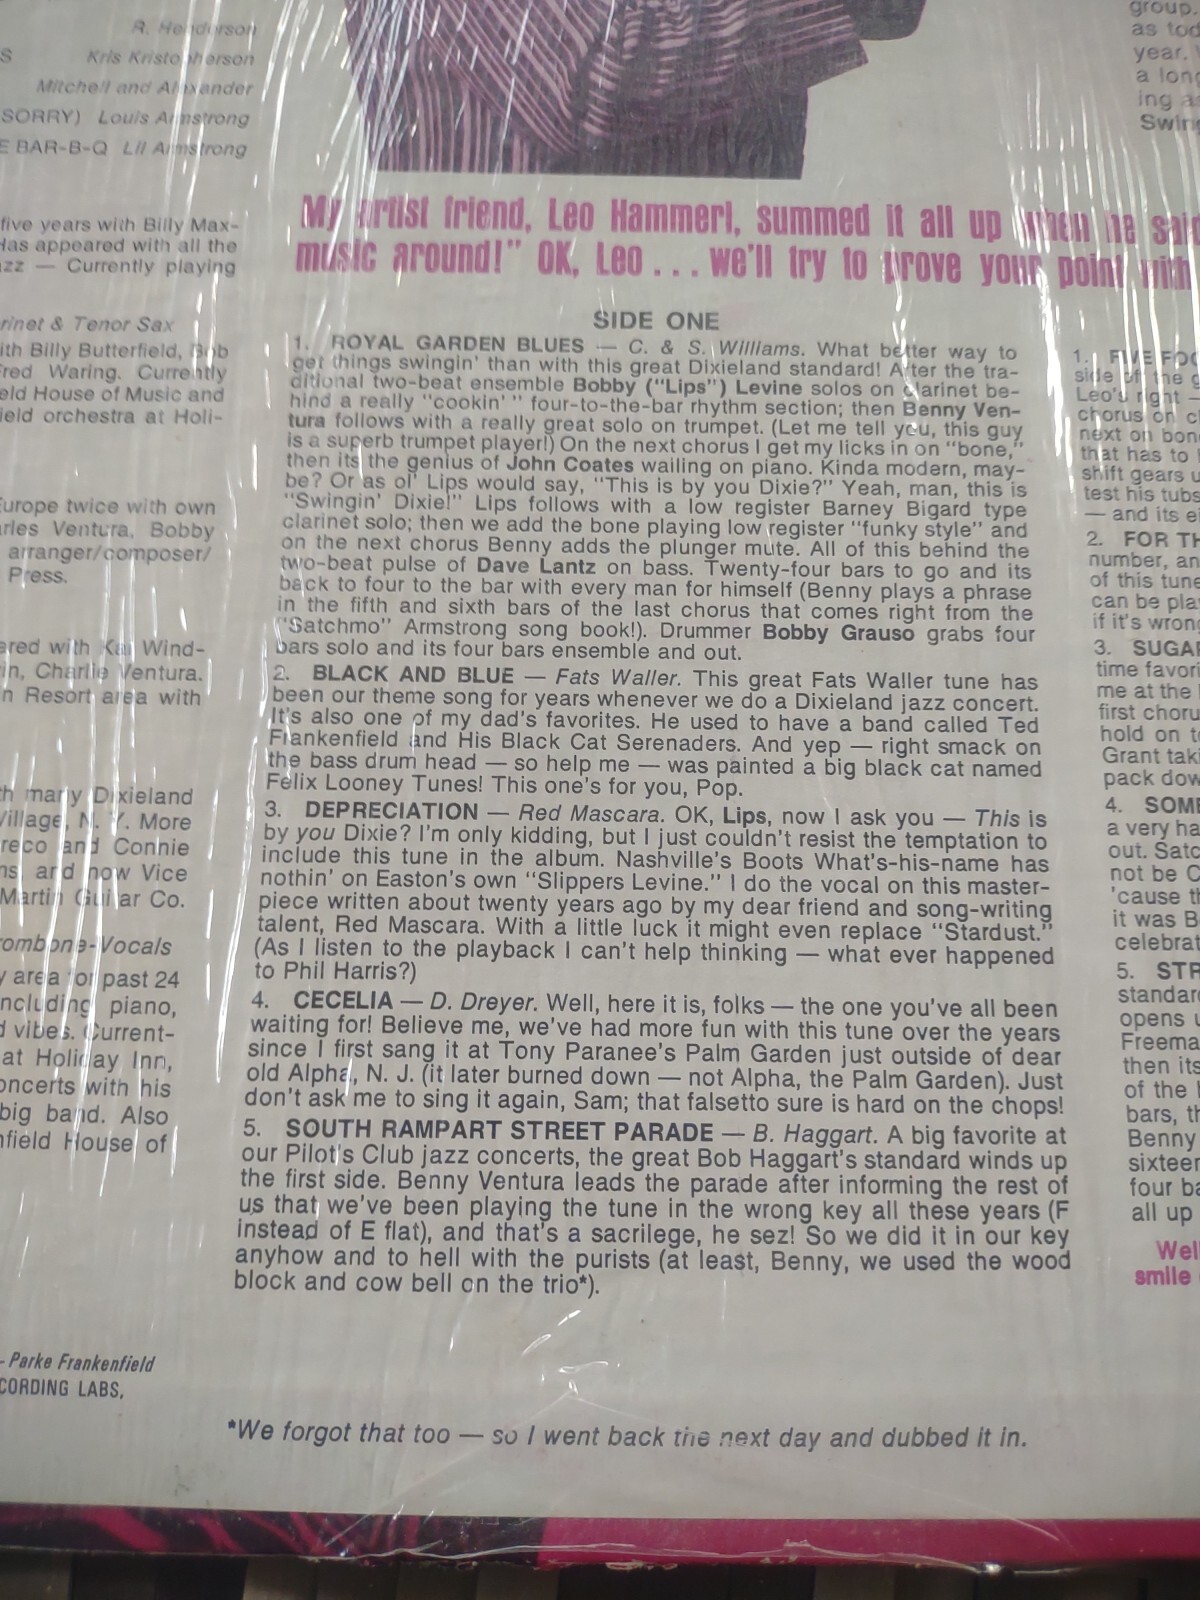 R. Henderson
S Kris Kristofherson
Mitchell and Alexander
SORRY) Louis Armstrong
E BAR-B-Q Lil Armstrong
five years with Billy Max-
Has appeared with all the
azz — Currently playing
rinet & Tenor Sax
ith Billy Butterfield, Bob
Fred Waring. Currently
eld House of Music and
field orchestra at Holi-
Europe twice with own
arles Ventura, Bobby
arranger/composer/
Press.
ared with Kai Wind-
in, Charlie Ventura.
n Resort area with
th many Dixieland
Village, N. Y. More
reco and Connie
ns, and now Vice
Martin Guitar Co.
rombone-Vocals
y area for past 24
ncluding piano,
d vibes. Current-
at Holiday Inn,
oncerts with his
big band. Also
nfield House of
- Parke Frankenfield
CORDING LABS,
group.
as tod
year.
a long
ing as
Swin
My artist friend, Leo Hammerl, summed it all up when he said
music around!" OK, Leo . . . we'll try to prove your point with
SIDE ONE
1. ROYAL GARDEN BLUES — C. & S. Williams. What better way to
get things swingin' than with this great Dixieland standard! After the tra-
ditional two-beat ensemble Bobby ("Lips") Levine solos on clarinet be-
hind a really "cookin' " four-to-the-bar rhythm section; then Benny Ven-
tura follows with a really great solo on trumpet. (Let me tell you, this guy
is a superb trumpet player!) On the next chorus I get my licks in on "bone,"
then its the genius of John Coates wailing on piano. Kinda modern, may-
be? Or as ol' Lips would say, "This is by you Dixie?" Yeah, man, this is
"Swingin' Dixie!" Lips follows with a low register Barney Bigard type
clarinet solo; then we add the bone playing low register "funky style" and
on the next chorus Benny adds the plunger mute. All of this behind the
two-beat pulse of Dave Lantz on bass. Twenty-four bars to go and its
back to four to the bar with every man for himself (Benny plays a phrase
in the fifth and sixth bars of the last chorus that comes right from the
"Satchmo" Armstrong song book!). Drummer Bobby Grauso grabs four
bars solo and its four bars ensemble and out.
2. BLACK AND BLUE — Fats Waller. This great Fats Waller tune has
been our theme song for years whenever we do a Dixieland jazz concert.
It's also one of my dad's favorites. He used to have a band called Ted
Frankenfield and His Black Cat Serenaders. And yep — right smack on
the bass drum head — so help me — was painted a big black cat named
Felix Looney Tunes! This one's for you, Pop.
3. DEPRECIATION — Red Mascara. OK, Lips, now I ask you — This is
by you Dixie? I'm only kidding, but I just couldn't resist the temptation to
include this tune in the album. Nashville's Boots What's-his-name has
nothin' on Easton's own "Slippers Levine." I do the vocal on this master-
piece written about twenty years ago by my dear friend and song-writing
talent, Red Mascara. With a little luck it might even replace "Stardust."
(As I listen to the playback I can't help thinking — what ever happened
to Phil Harris?)
4. CECELIA — D. Dreyer. Well, here it is, folks — the one you've all been
waiting for! Believe me, we've had more fun with this tune over the years
since I first sang it at Tony Paranee's Palm Garden just outside of dear
old Alpha, N. J. (it later burned down — not Alpha, the Palm Garden). Just
don't ask me to sing it again, Sam; that falsetto sure is hard on the chops!
5. SOUTH RAMPART STREET PARADE — B. Haggart. A big favorite at
our Pilot's Club jazz concerts, the great Bob Haggart's standard winds up
the first side. Benny Ventura leads the parade after informing the rest of
us that we've been playing the tune in the wrong key all these years (F
instead of E flat), and that's a sacrilege, he sez! So we did it in our key
anyhow and to hell with the purists (at least, Benny, we used the wood
block and cow bell on the trio*).
*We forgot that too — so I went back the next day and dubbed it in.
1. FIVE FOO
side of the g
Leo's right —
chorus on cl
next on bon
that has to
shift gears u
test his tubs
— and its ei
2. FOR TH
number, an
of this tune
can be pla
if it's wrong
3. SUGAR
time favori
me at the
first choru
hold on to
Grant taki
pack dow
4. SOME
a very ha
out. Satc
not be C
'cause th
it was B
celebrat
5. STR
standard
opens u
Freema
then its
of the
bars, th
Benny
sixteen
four ba
all up
Wel
smile